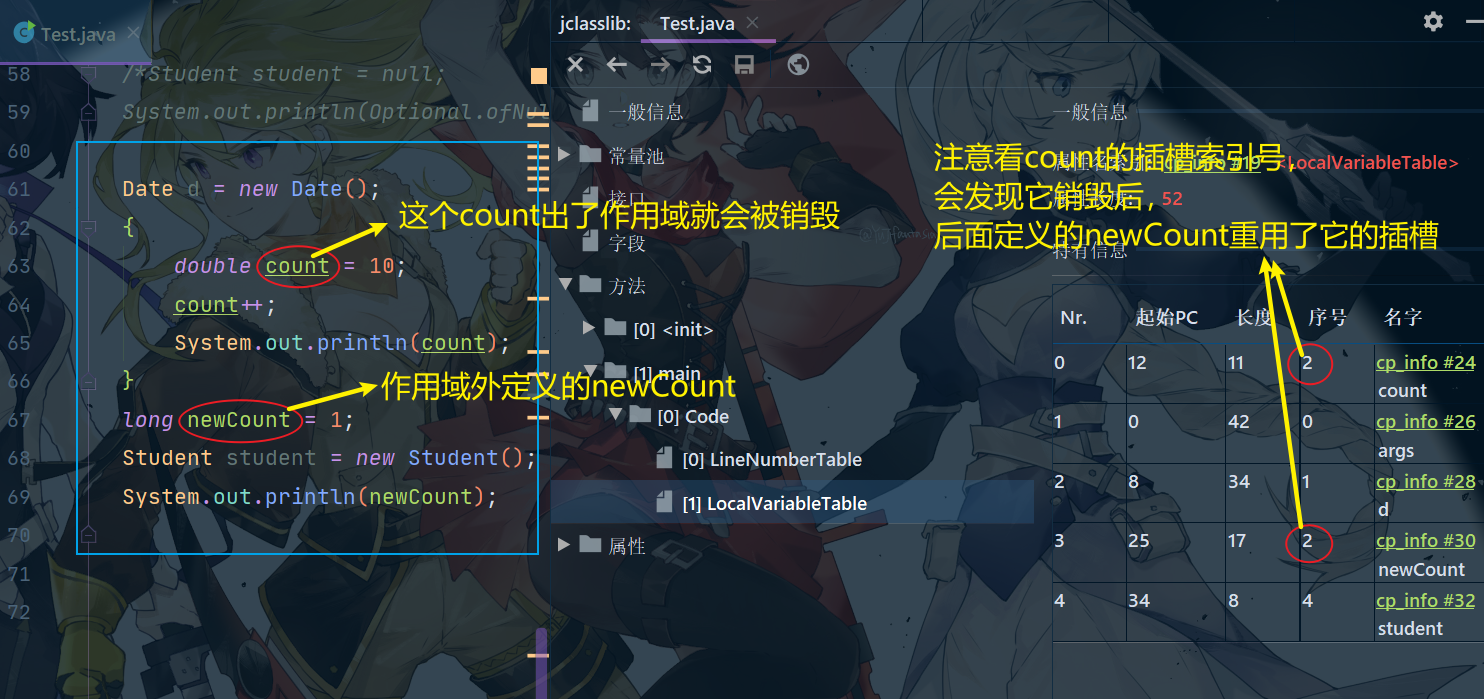 Test.java
58 /*Student student = null;
59 System.out.println(Optional.ofNul
60
61 Date d = new Date();
62 {
63 double count = 10;
64 count++;
65 System.out.println(count);
66 }
67 long newCount = 1;
68 Student student = new Student();
69 System.out.println(newCount);
70
71
72
这个count出了作用域就会被销毁
作用域外定义的newCount
jclasslib: Test.java
一般信息
常量池
接口
字段
方法
[0] <init>
[1] main
[0] Code
[0] LineNumberTable
[1] LocalVariableTable
属性
一般信息
cp_info #19 <LocalVariableTable>
52
特有信息
注意看count的插槽索引号，
会发现它销毁后，
后面定义的newCount重用了它的插槽
Nr. 起始PC 长度 序号 名字
0 12 11 2 cp_info #24
count
1 0 42 0 cp_info #26
args
2 8 34 1 cp_info #28
d
3 25 17 2 cp_info #30
newCount
4 34 8 4 cp_info #32
student